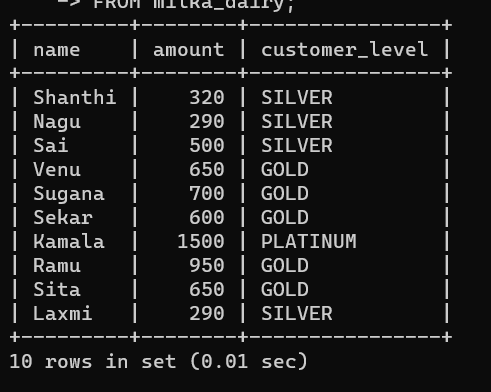 -> FROM milka_dairy;
+---------+--------+----------------+
| name    | amount | customer_level |
+---------+--------+----------------+
| Shanthi |    320 | SILVER         |
| Nagu    |    290 | SILVER         |
| Sai     |    500 | SILVER         |
| Venu    |    650 | GOLD           |
| Sugana  |    700 | GOLD           |
| Sekar   |    600 | GOLD           |
| Kamala  |   1500 | PLATINUM       |
| Ramu    |    950 | GOLD           |
| Sita    |    650 | GOLD           |
| Laxmi   |    290 | SILVER         |
+---------+--------+----------------+
10 rows in set (0.01 sec)